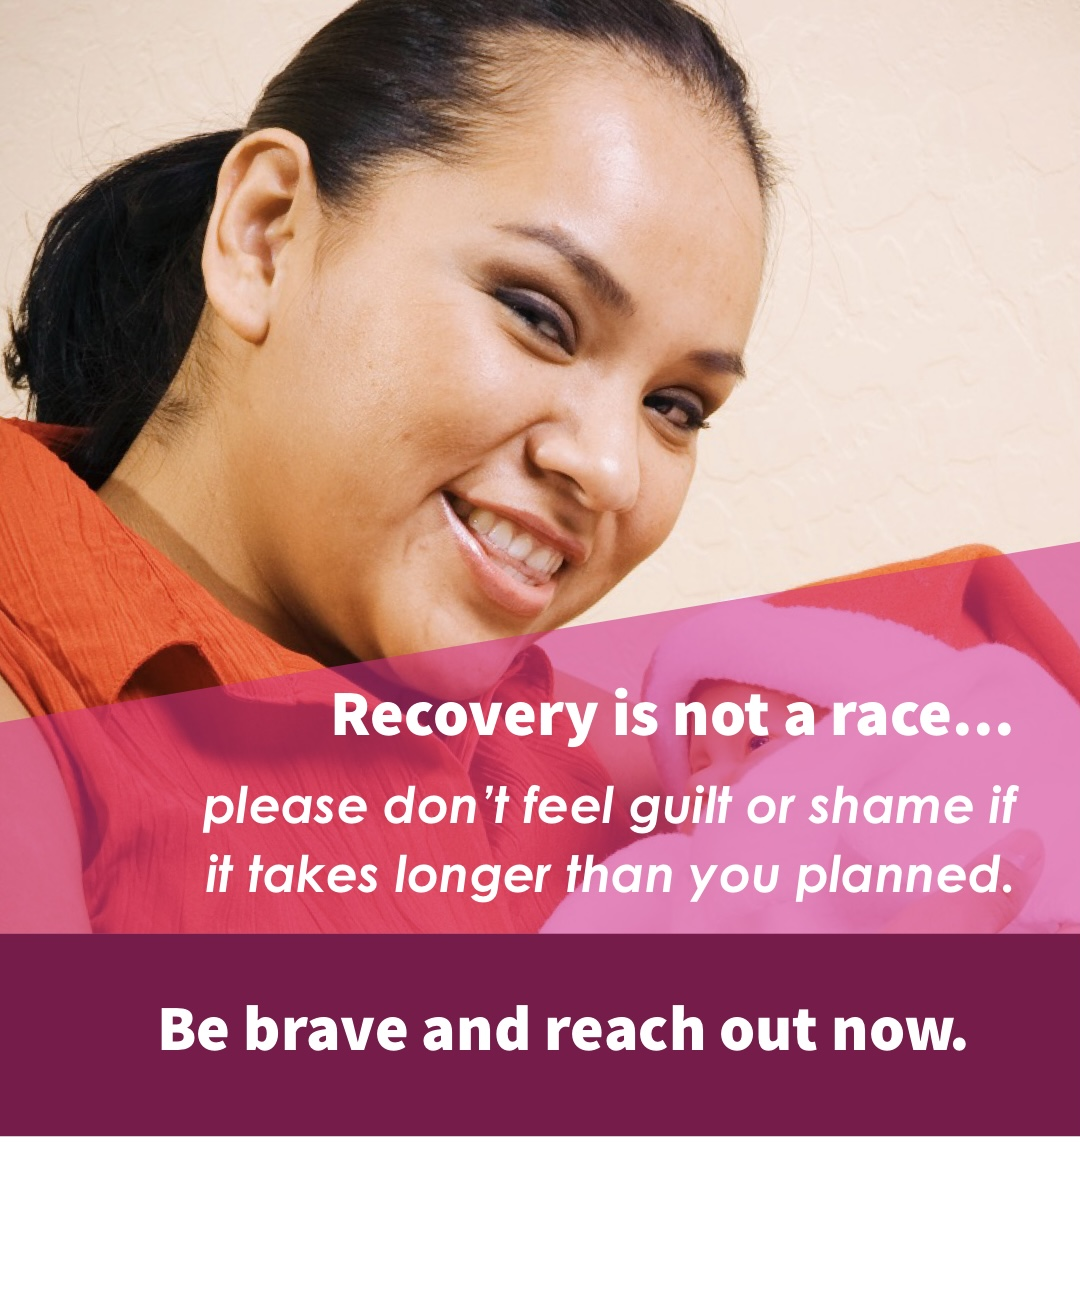 Recovery is not a race...
please don’t feel guilt or shame if
it takes longer than you planned.
Be brave and reach out now.